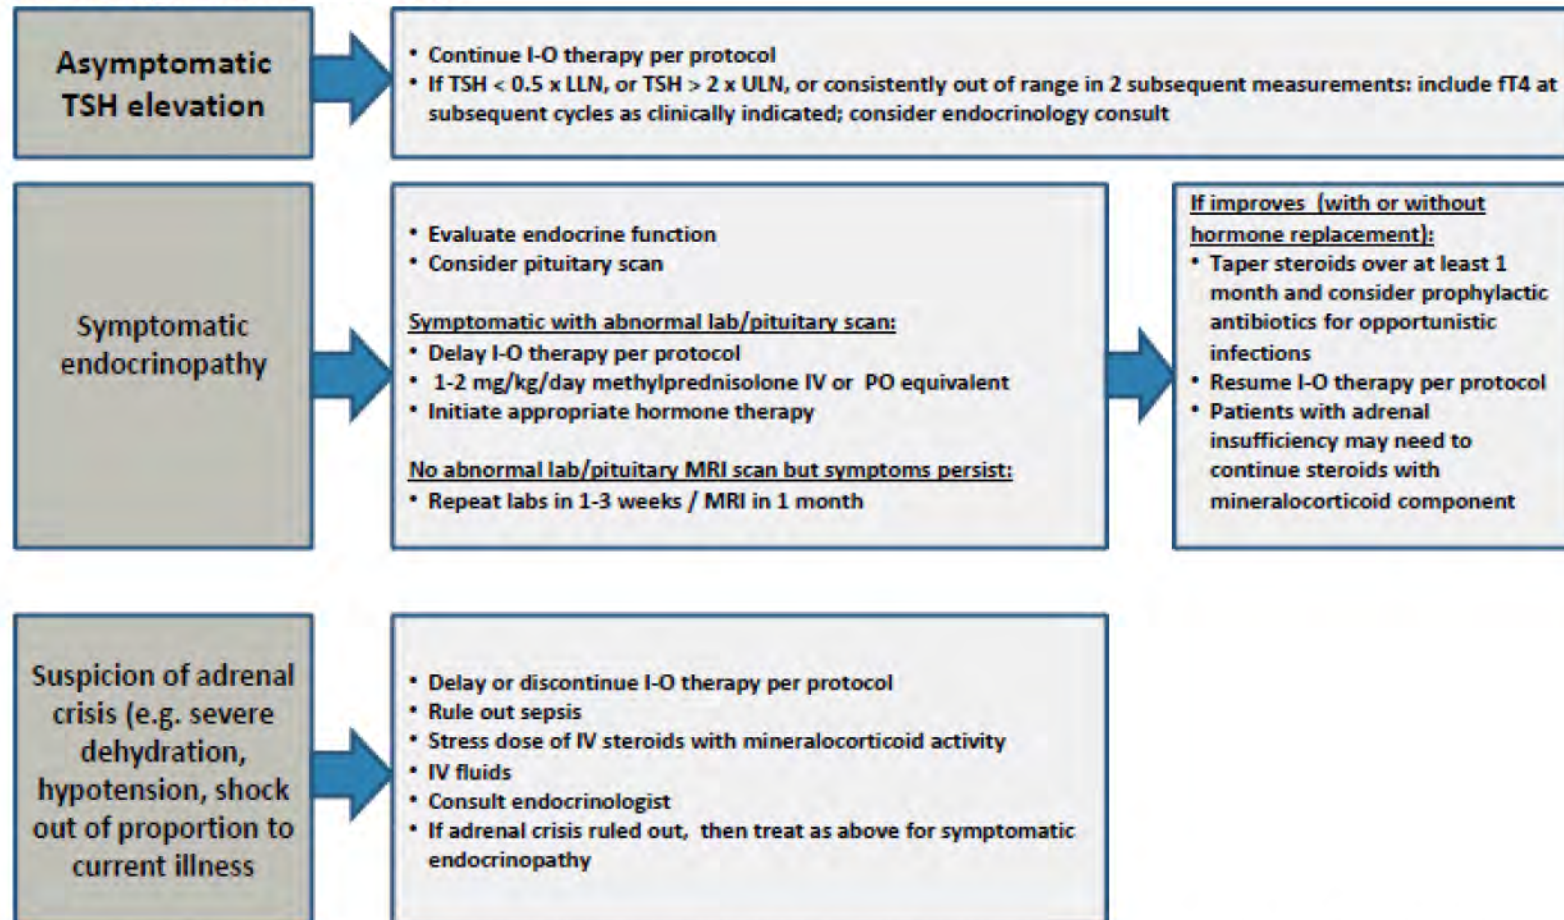 Asymptomatic
TSH elevation
• Continue I-O therapy per protocol
• If TSH < 0.5 x LLN, or TSH > 2 x ULN, or consistently out of range in 2 subsequent measurements: include fT4 at
subsequent cycles as clinically indicated; consider endocrinology consult
Symptomatic
endocrinopathy
• Evaluate endocrine function
• Consider pituitary scan
Symptomatic with abnormal lab/pituitary scan:
• Delay I-O therapy per protocol
• 1-2 mg/kg/day methylprednisolone IV or PO equivalent
• Initiate appropriate hormone therapy
No abnormal lab/pituitary MRI scan but symptoms persist:
• Repeat labs in 1-3 weeks / MRI in 1 month
If improves (with or without
hormone replacement):
• Taper steroids over at least 1
month and consider prophylactic
antibiotics for opportunistic
infections
• Resume I-O therapy per protocol
• Patients with adrenal
insufficiency may need to
continue steroids with
mineralocorticoid component
Suspicion of adrenal
crisis (e.g. severe
dehydration,
hypotension, shock
out of proportion to
current illness
• Delay or discontinue I-O therapy per protocol
• Rule out sepsis
• Stress dose of IV steroids with mineralocorticoid activity
• IV fluids
• Consult endocrinologist
• If adrenal crisis ruled out, then treat as above for symptomatic
endocrinopathy